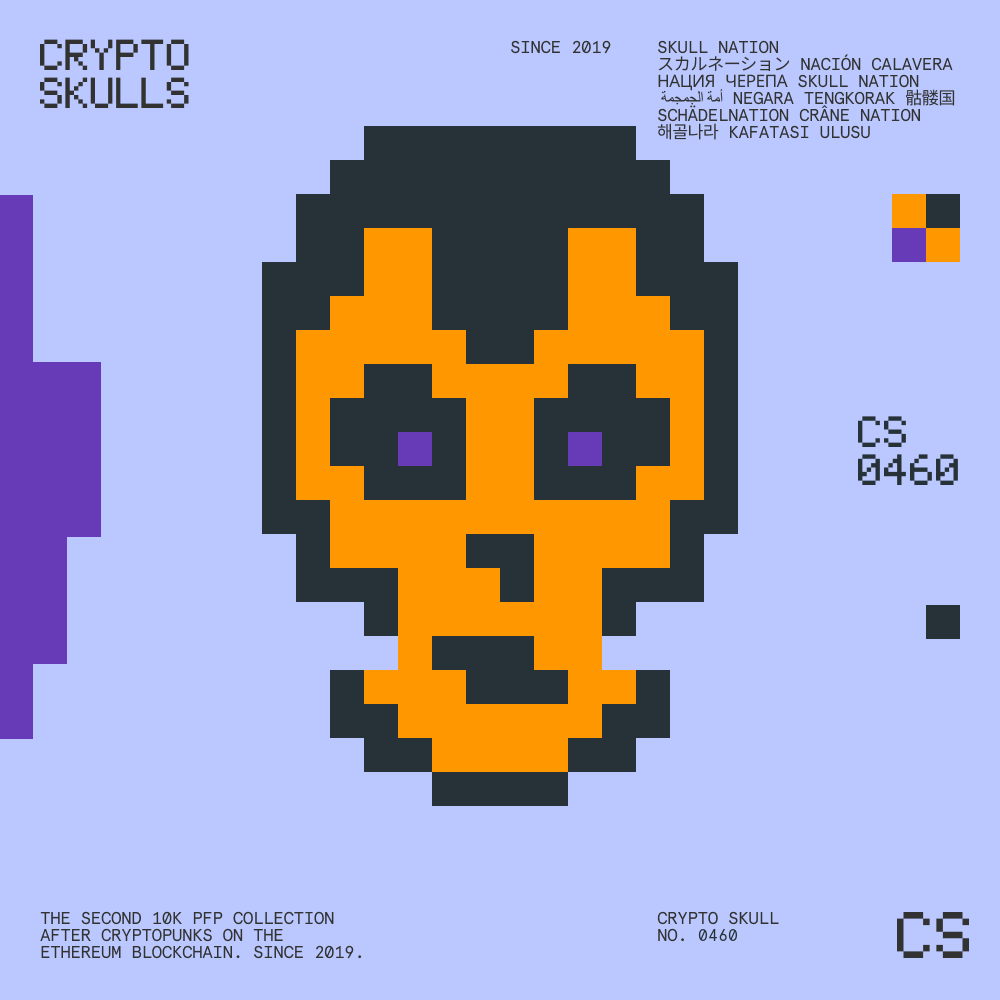 CRYPTO
SKULLS
SINCE 2019
SKULL NATION
スカルネーション NACIÓN CALAVERA
НАЦИЯ ЧЕРЕПА SKULL NATION
أمة الجمجمة NEGARA TENGKORAK 骷髅国
SCHÄDELNATION CRÂNE NATION
해골나라 KAFATASI ULUSU
CS
0460
THE SECOND 10K PFP COLLECTION
AFTER CRYPTOPUNKS ON THE
ETHEREUM BLOCKCHAIN. SINCE 2019.
CRYPTO SKULL
NO. 0460
CS